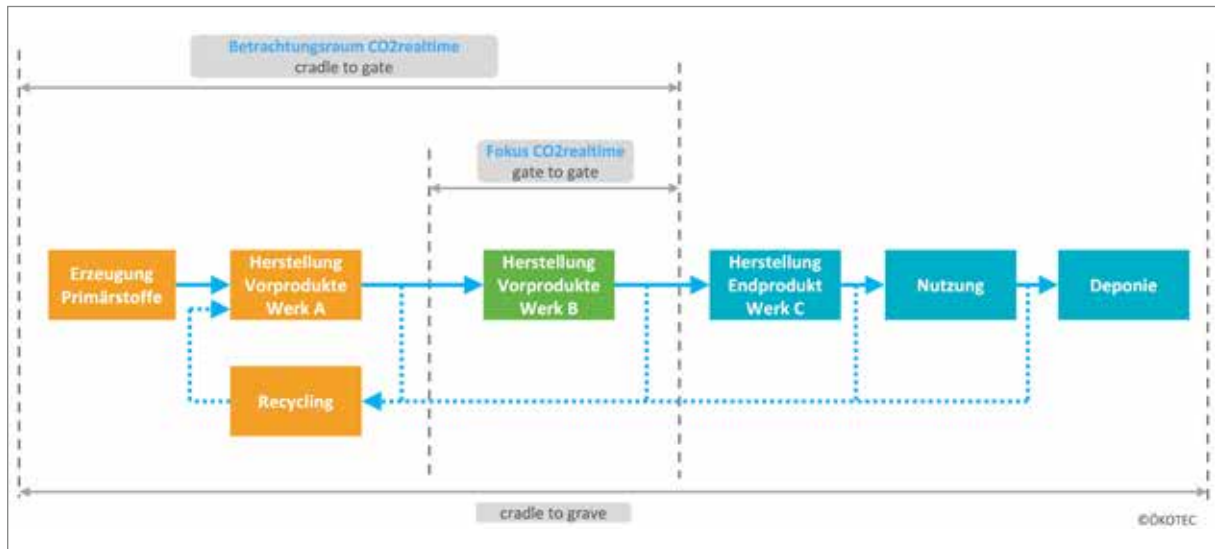 Betrachtungsraum CO2realtime
cradle to gate
Fokus CO2realtime
gate to gate
Erzeugung
Primärstoffe
Herstellung
Vorprodukte
Werk A
Herstellung
Vorprodukte
Werk B
Herstellung
Endprodukt
Werk C
Nutzung
Deponie
Recycling
cradle to grave
©ÖKOTEC